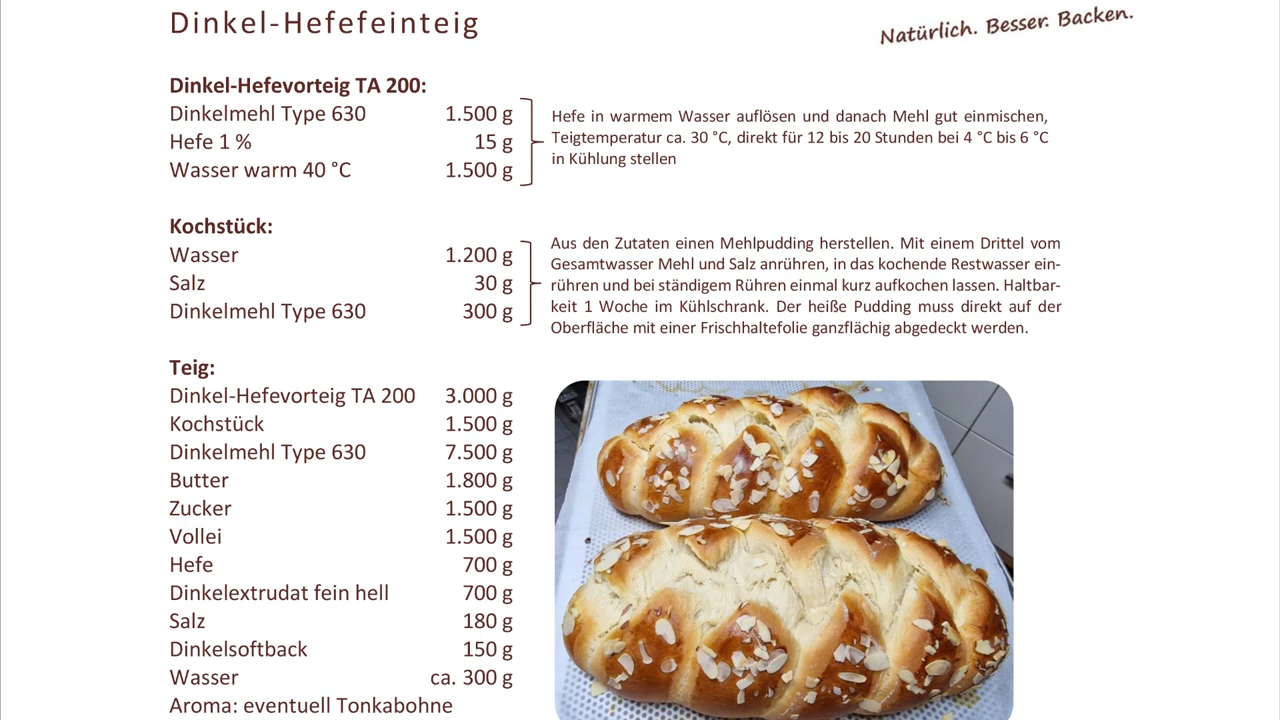 Dinkel-Hefefeinteig
Natürlich. Besser. Backen.
Dinkel-Hefevorteig TA 200:
Dinkelmehl Type 630 1.500 g
Hefe 1 % 15 g
Wasser warm 40 °C 1.500 g
Hefe in warmem Wasser auflösen und danach Mehl gut einmischen,
Teigtemperatur ca. 30 °C, direkt für 12 bis 20 Stunden bei 4 °C bis 6 °C
in Kühlung stellen
Kochstück:
Wasser 1.200 g
Salz 30 g
Dinkelmehl Type 630 300 g
Aus den Zutaten einen Mehlpudding herstellen. Mit einem Drittel vom
Gesamtwasser Mehl und Salz anrühren, in das kochende Restwasser ein-
rühren und bei ständigem Rühren einmal kurz aufkochen lassen. Haltbar-
keit 1 Woche im Kühlschrank. Der heiße Pudding muss direkt auf der
Oberfläche mit einer Frischhaltefolie ganzflächig abgedeckt werden.
Teig:
Dinkel-Hefevorteig TA 200 3.000 g
Kochstück 1.500 g
Dinkelmehl Type 630 7.500 g
Butter 1.800 g
Zucker 1.500 g
Vollei 1.500 g
Hefe 700 g
Dinkelextrudat fein hell 700 g
Salz 180 g
Dinkelsoftback 150 g
Wasser ca. 300 g
Aroma: eventuell Tonkabohne